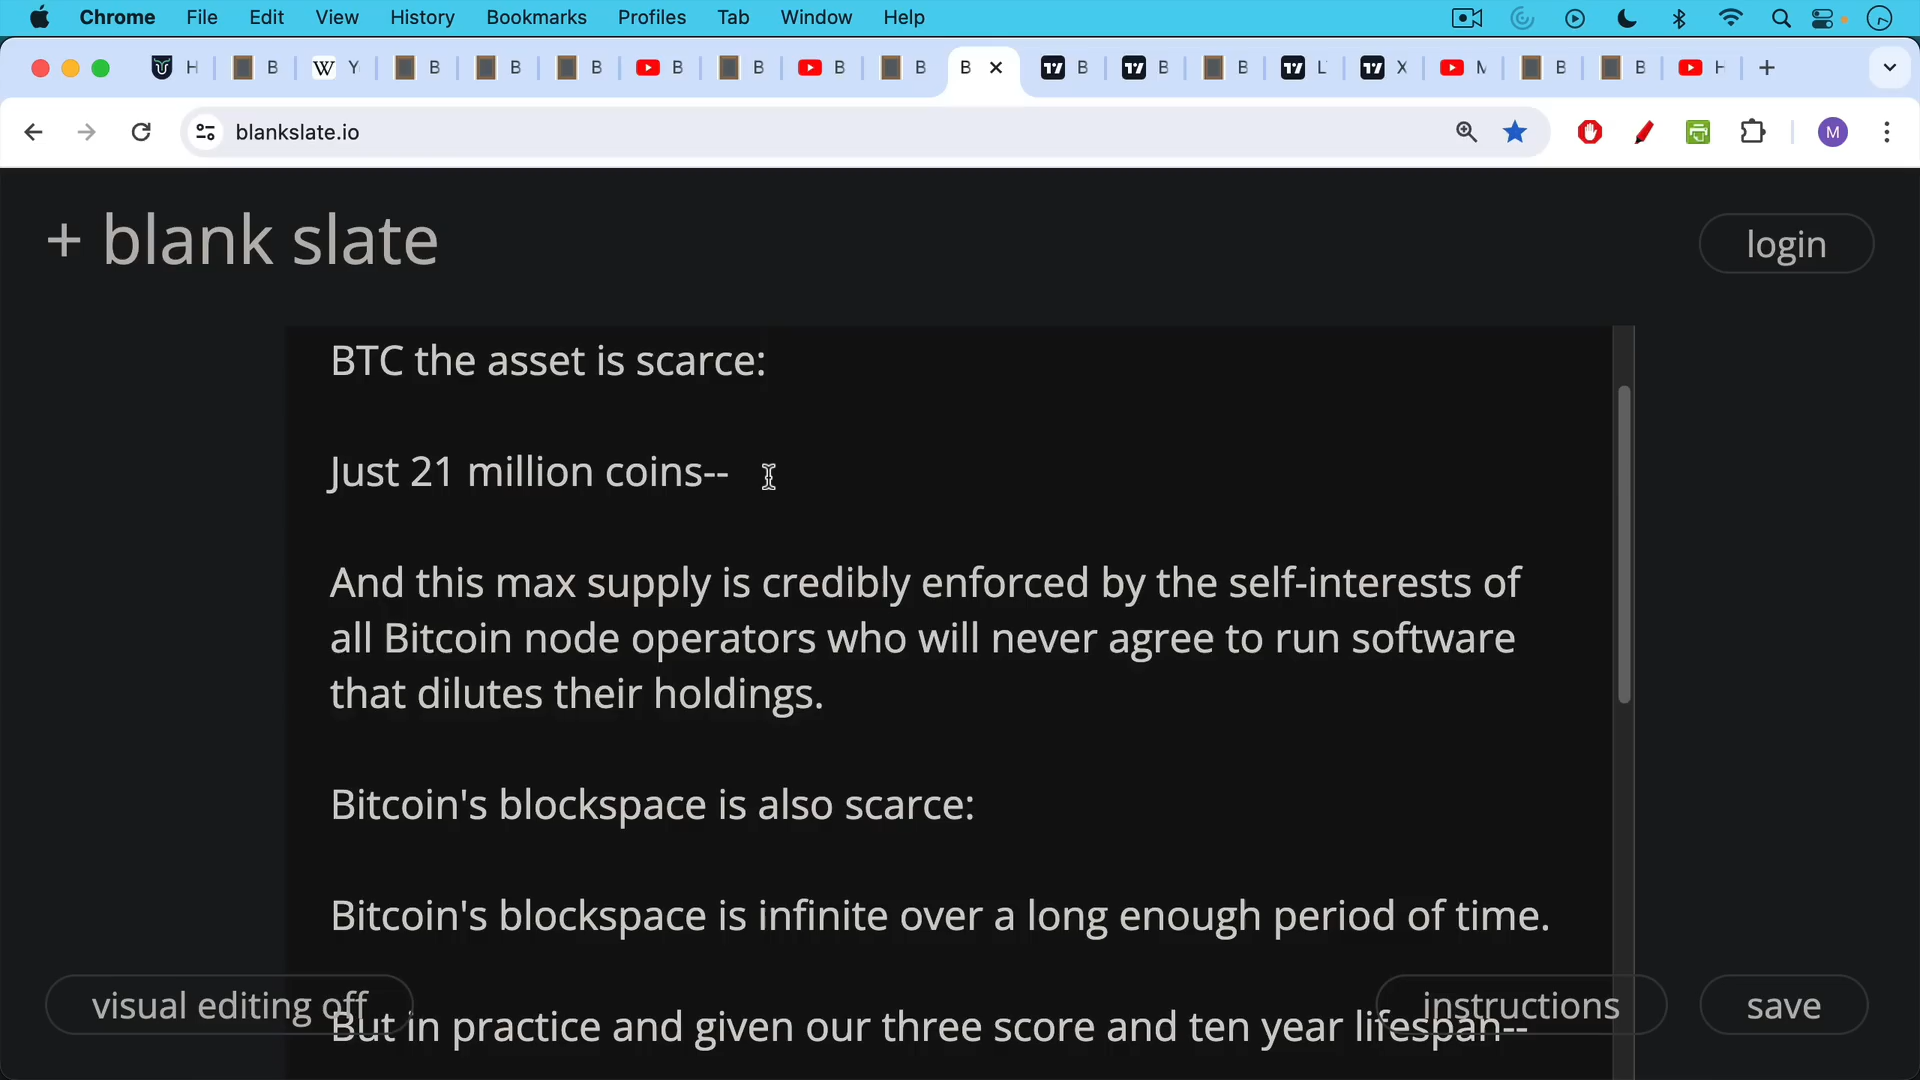 Chrome File Edit View History Bookmarks Profiles Tab Window Help
H B W Y B B B B B B B B B B B L X M B B H
blankslate.io
M
+ blank slate
login
BTC the asset is scarce:
Just 21 million coins--
And this max supply is credibly enforced by the self-interests of
all Bitcoin node operators who will never agree to run software
that dilutes their holdings.
Bitcoin's blockspace is also scarce:
Bitcoin's blockspace is infinite over a long enough period of time.
visual editing off
instructions
save
But in practice and given our three score and ten year lifespan--